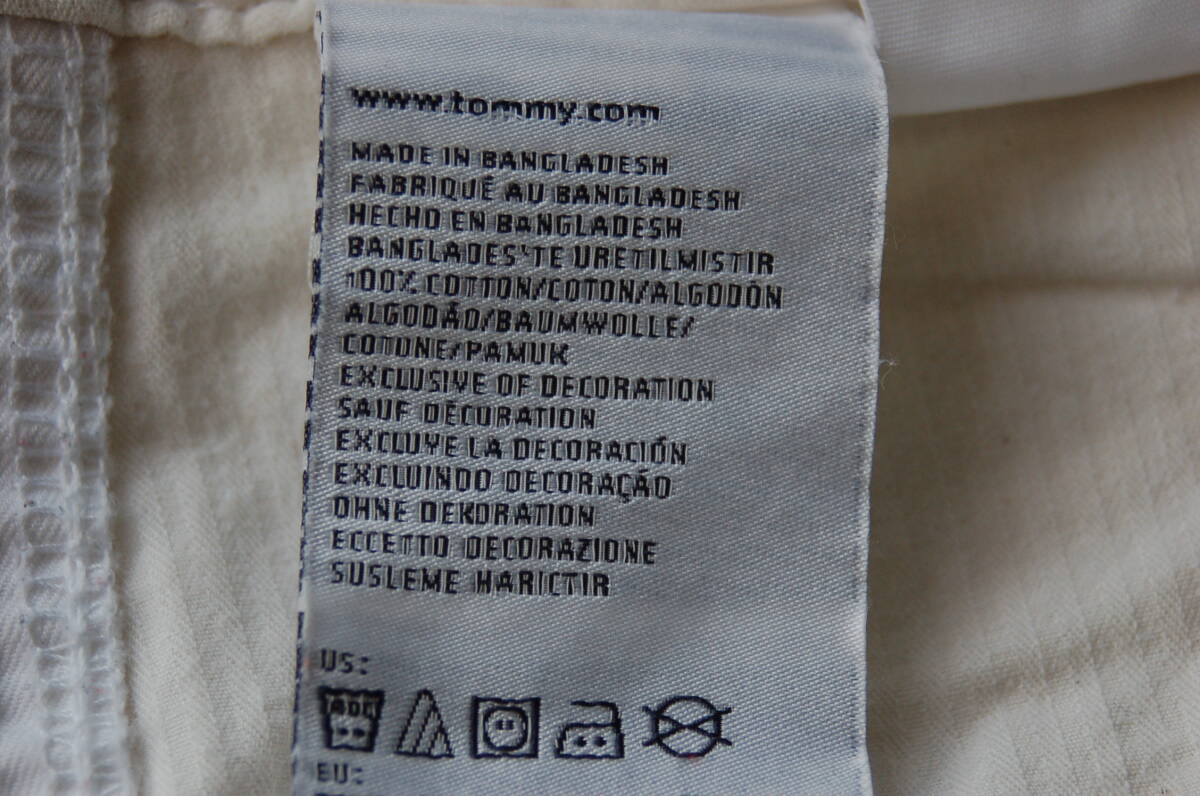 www.tommy.com
MADE IN BANGLADESH
FABRIQUÉ AU BANGLADESH
HECHO EN BANGLADESH
BANGLADES'TE URETILMISTIR
100% COTTON/COTON/ALGODÓN
ALGODÃO/BAUMWOLLE/
COTONE/PAMUK
EXCLUSIVE OF DECORATION
SAUF DÉCORATION
EXCLUYE LA DECORACIÓN
EXCLUINDO DECORAÇÃO
OHNE DEKORATION
ECCETTO DECORAZIONE
SUSLEME HARICTIR
US:
EU: